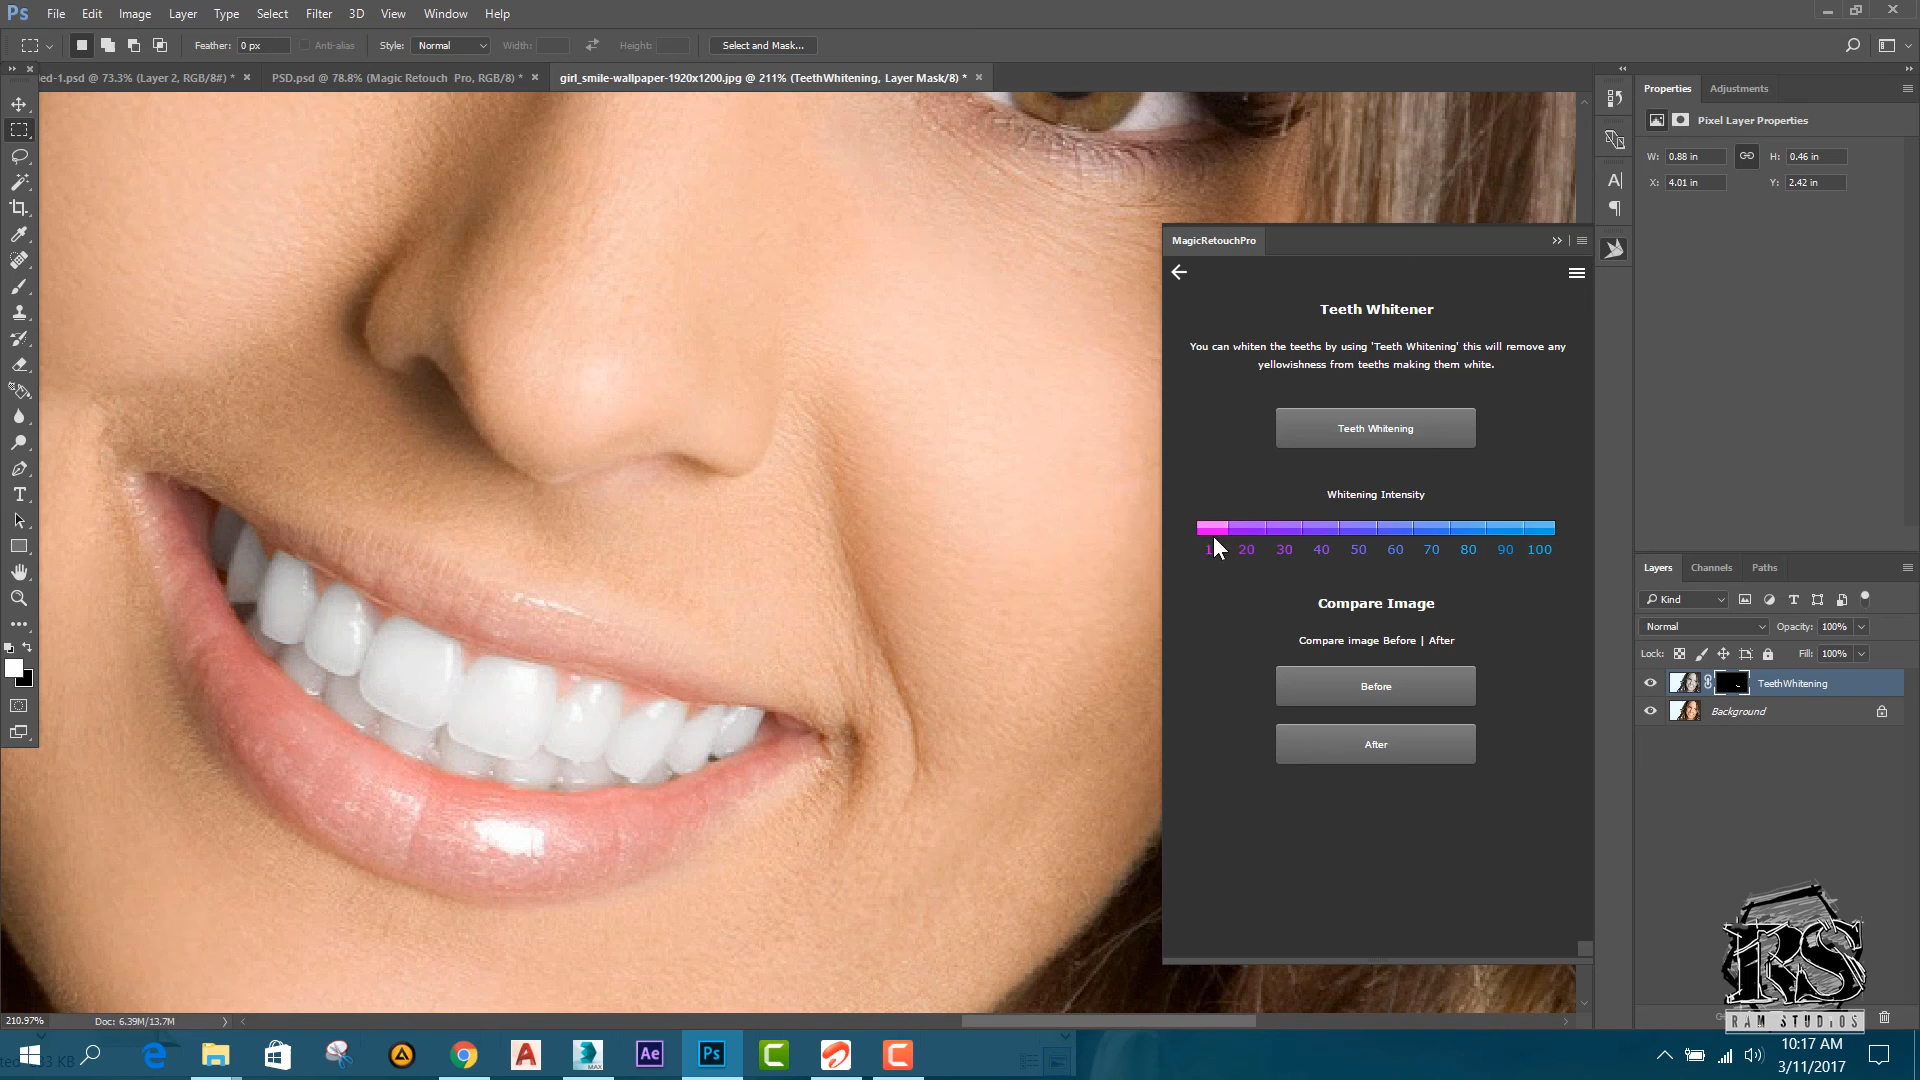 Ps File Edit Image Layer Type Select Filter 3D View Window Help
Feather: 0 px Anti-alias Style: Normal Width: Height: Select and Mask...
ed-1.psd @ 73.3% (Layer 2, RGB/8#) * × PSD.psd @ 78.8% (Magic Retouch Pro, RGB/8) * × girl_smile-wallpaper-1920x1200.jpg @ 211% (TeethWhitening, Layer Mask/8) * ×
Properties Adjustments
Pixel Layer Properties
W: 0.88 in H: 0.46 in
X: 4.01 in Y: 2.42 in
MagicRetouchPro
Teeth Whitener
You can whiten the teeths by using 'Teeth Whitening' this will remove any
yellowishness from teeths making them white.
Teeth Whitening
Whitening Intensity
20 30 40 50 60 70 80 90 100
Compare Image
Compare image Before | After
Before
After
Layers Channels Paths
Kind
Normal Opacity: 100%
Lock: Fill: 100%
TeethWhitening
Background
RS
RAM STUDIOS
210.97% Doc: 6.39M/13.7M
Ae Ps
MAX
10:17 AM
3/11/2017